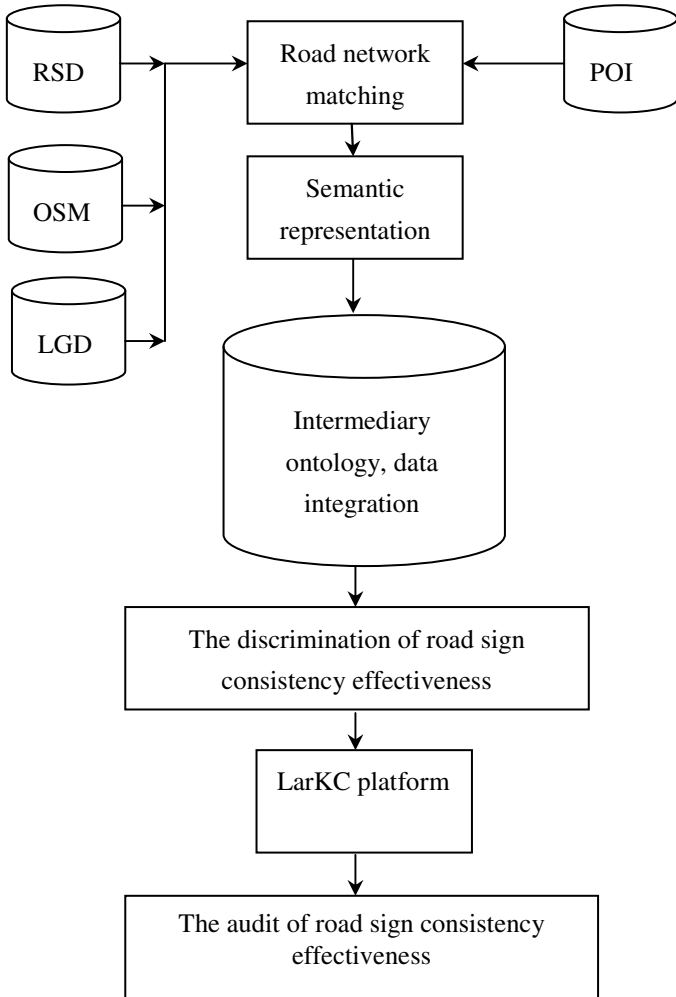 RSD
Road network
matching
POI
OSM
Semantic
representation
LGD
Intermediary
ontology, data
integration
The discrimination of road sign
consistency effectiveness
LarKC platform
The audit of road sign consistency
effectiveness